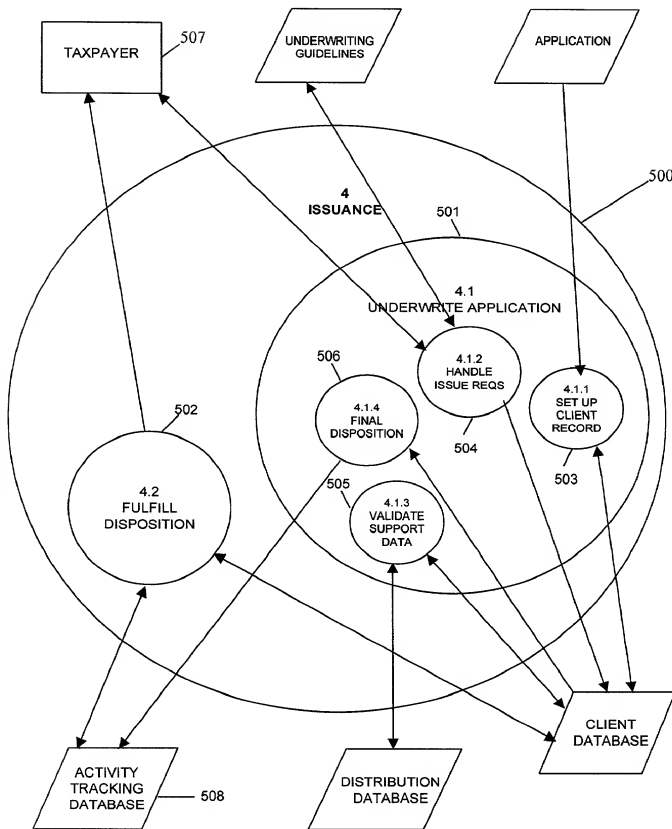 TAXPAYER
507
UNDERWRITING
GUIDELINES
APPLICATION
500
4
ISSUANCE
501
4.1
UNDERWRITE APPLICATION
506
4.1.2
HANDLE
ISSUE REQS
504
4.1.1
SET UP
CLIENT
RECORD
503
4.1.4
FINAL
DISPOSITION
502
4.2
FULFILL
DISPOSITION
505
4.1.3
VALIDATE
SUPPORT
DATA
CLIENT
DATABASE
ACTIVITY
TRACKING
DATABASE
508
DISTRIBUTION
DATABASE